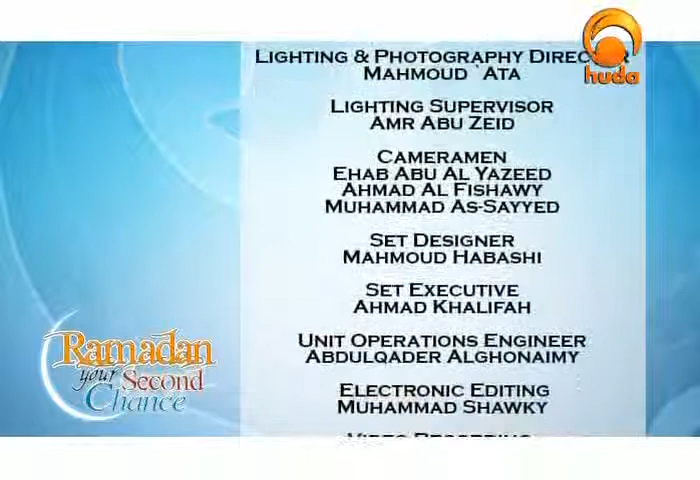 Lighting & Photography Director
Mahmoud `Ata
huda
Lighting Supervisor
Amr Abu Zeid
Cameramen
Ehab Abu Al Yazeed
Ahmad Al Fishawy
Muhammad As-Sayyed
Set Designer
Mahmoud Habashi
Set Executive
Ahmad Khalifah
Unit Operations Engineer
Abdulqader Alghonaimy
Electronic Editing
Muhammad Shawky
Ramadan
your Second
Chance